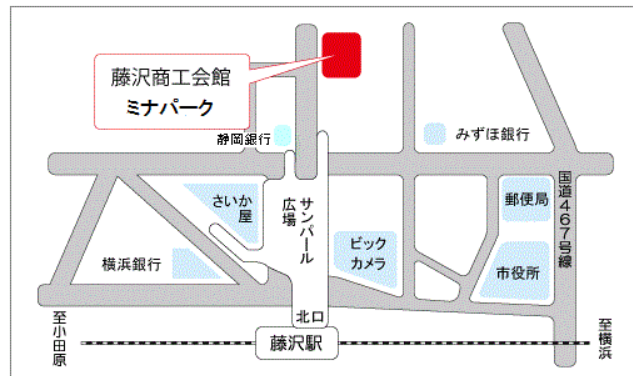 藤沢商工会館
ミナパーク
静岡銀行
みずほ銀行
国道467号線
さいか
屋
サンパール
広場
郵便局
ビック
カメラ
横浜銀行
市役所
至小田原
北口
藤沢駅
至横浜